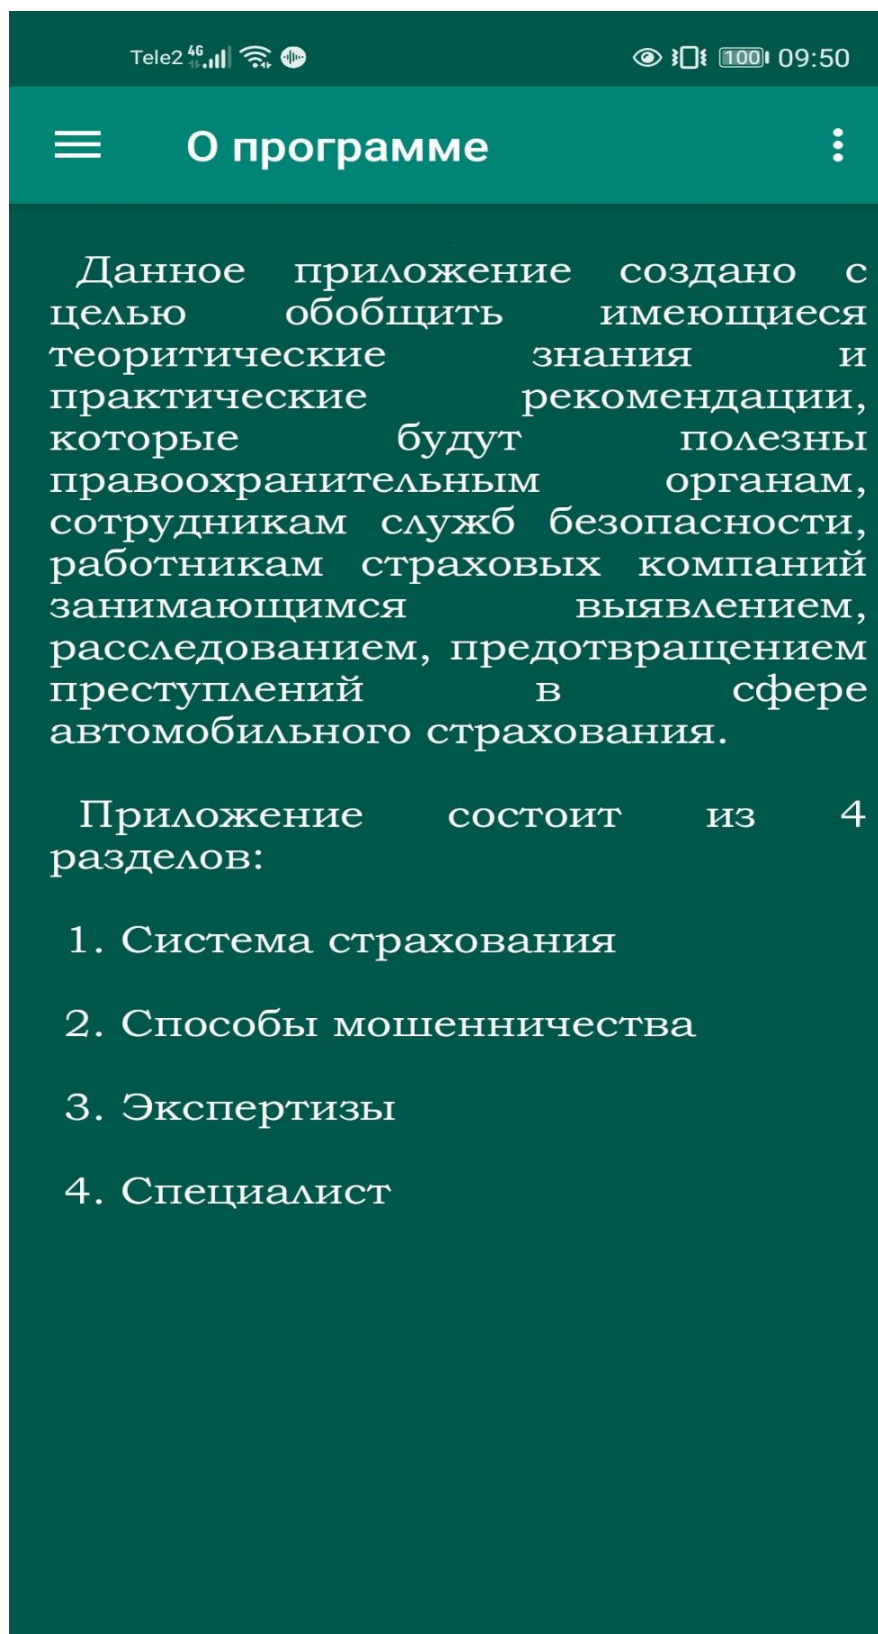 Tele2 4G 100 09:50
О программе
Данное приложение создано с
целью обобщить имеющиеся
теоритические знания и
практические рекомендации,
которые будут полезны
правоохранительным органам,
сотрудникам служб безопасности,
работникам страховых компаний
занимающимся выявлением,
расследованием, предотвращением
преступлений в сфере
автомобильного страхования.
Приложение состоит из 4
разделов:
1. Система страхования
2. Способы мошенничества
3. Экспертизы
4. Специалист